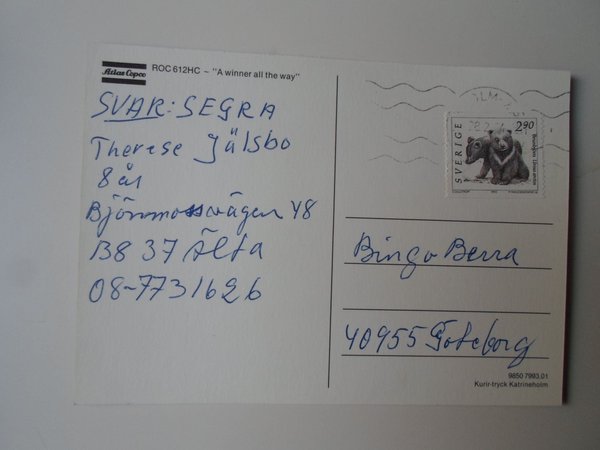 Atlas Copco
ROC 612HC – "A winner all the way"
SVAR: SEGRA
Therese Jälsbo
8 år
Björnmossvägen 48
138 37 Älta
08-7731626
SVERIGE
2.90
Bingo Berra
40955 Göteborg
9850 7993 01
Kurir-tryck Katrineholm